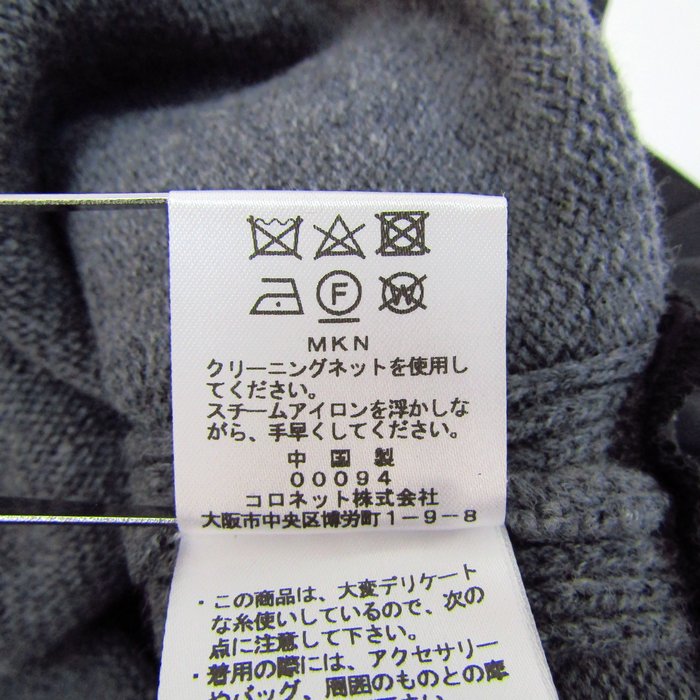 F
W
MKN
クリーニングネットを使用し
てください。
スチームアイロンを浮かしな
がら、手早くしてください。
中国製
00094
コロネット株式会社
大阪市中央区博労町1-9-8
・この商品は、大変デリケート
な糸使いしているので、次の
点に注意して下さい。
・着用の際には、アクセサリー
やバッグ、周囲のものとの摩